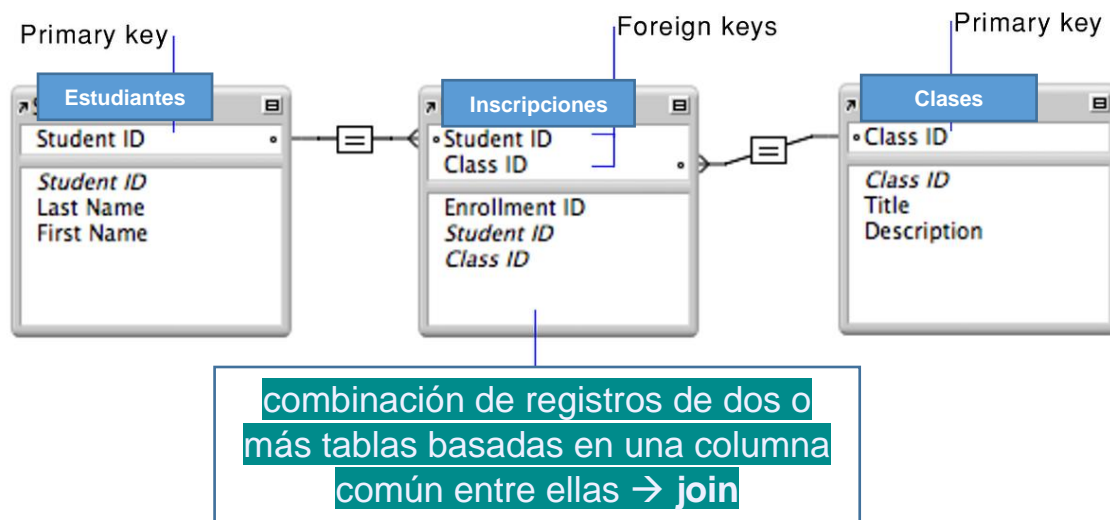 Primary key
Foreign keys
Primary key
Estudiantes
Student ID
Student ID
Last Name
First Name
Inscripciones
Student ID
Class ID
Enrollment ID
Student ID
Class ID
Clases
Class ID
Class ID
Title
Description
combinación de registros de dos o
más tablas basadas en una columna
común entre ellas → join